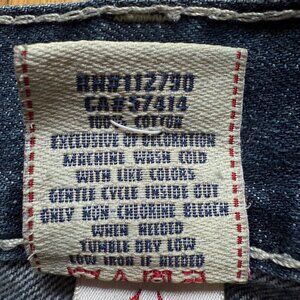 RN#112790
CA#57414
100% COTTON
EXCLUSIVE OF DECORATION
MACHINE WASH COLD
WITH LIKE COLORS
GENTLE CYCLE INSIDE OUT
ONLY NON-CHLORINE BLEACH
WHEN NEEDED
TUMBLE DRY LOW
LOW IRON IF NEEDED